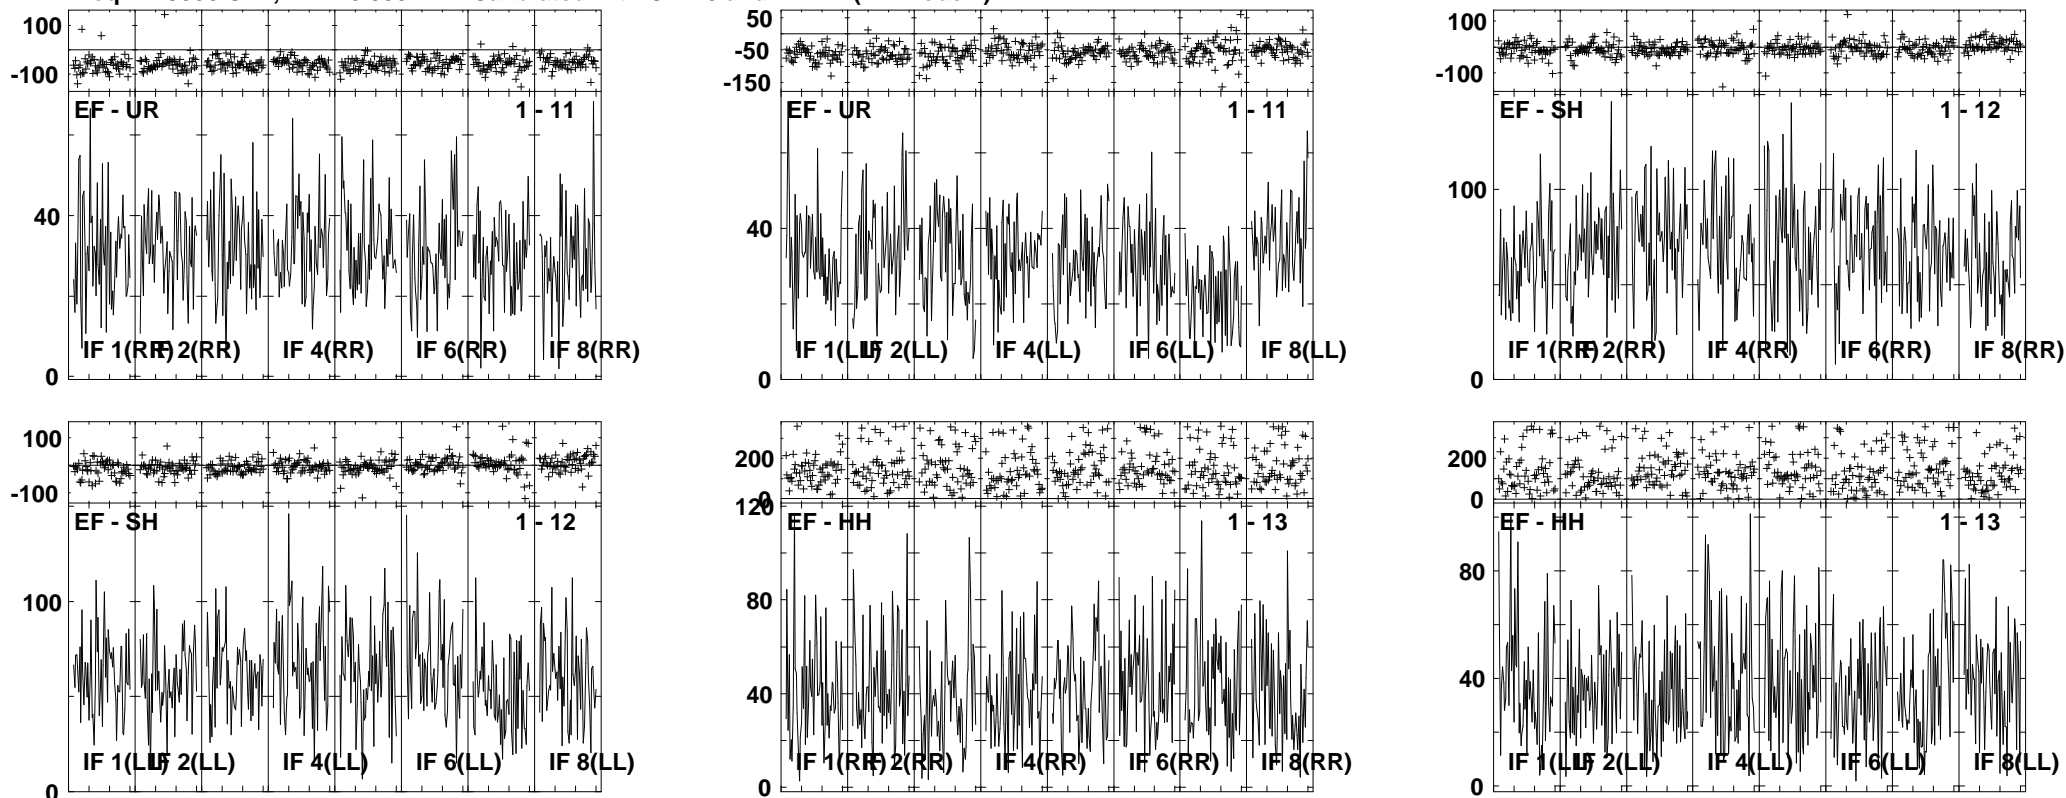 100
-100
EF - UR 1 - 11
40
0
IF 1(RR) IF 2(RR) IF 4(RR) IF 6(RR) IF 8(RR)
50
-50
-150
EF - UR 1 - 11
40
0
IF 1(LL) IF 2(LL) IF 4(LL) IF 6(LL) IF 8(LL)
100
-100
EF - SH 1 - 12
100
0
IF 1(RR) IF 2(RR) IF 4(RR) IF 6(RR) IF 8(RR)
100
-100
EF - SH 1 - 12
100
0
IF 1(LL) IF 2(LL) IF 4(LL) IF 6(LL) IF 8(LL)
200
0
120
EF - HH 1 - 13
80
40
0
IF 1(RR) IF 2(RR) IF 4(RR) IF 6(RR) IF 8(RR)
200
0
EF - HH 1 - 13
80
40
0
IF 1(LL) IF 2(LL) IF 4(LL) IF 6(LL) IF 8(LL)